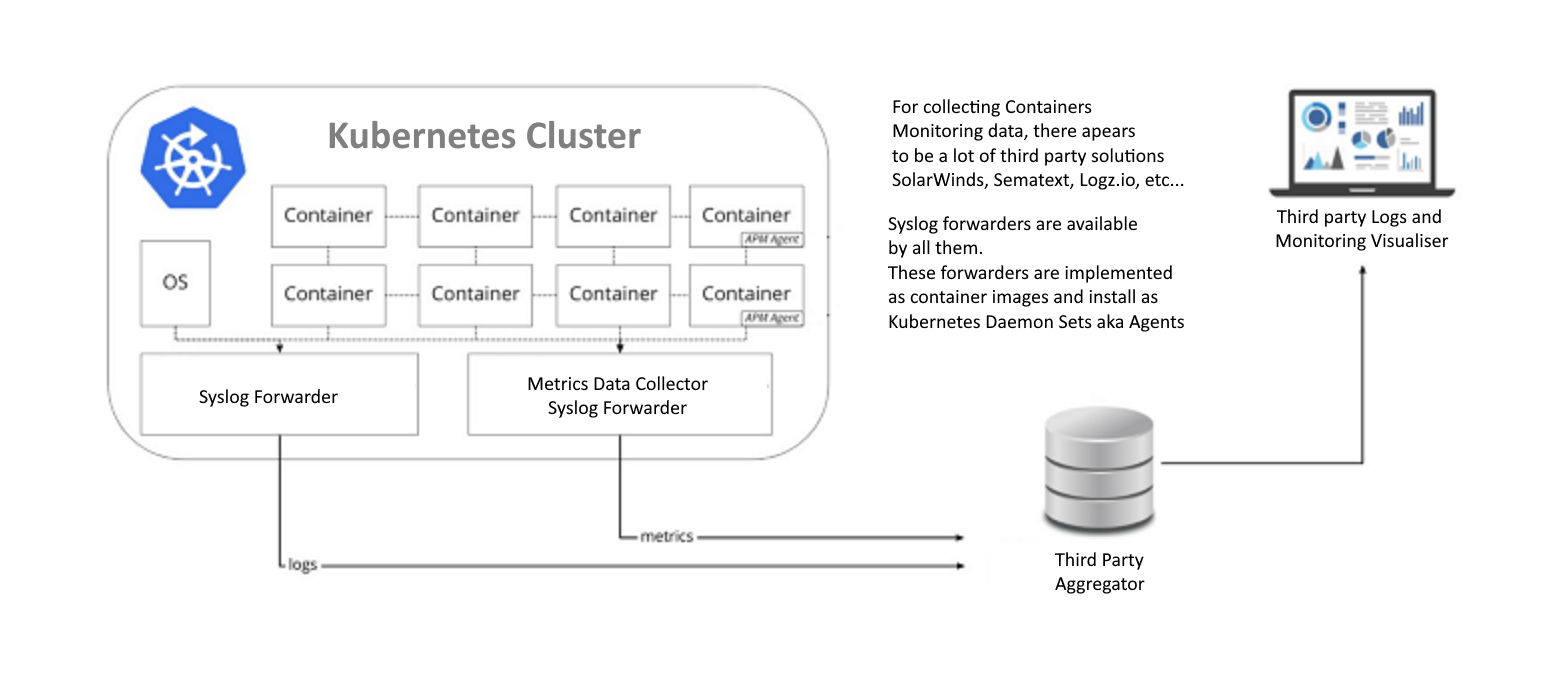 Kubernetes Cluster
Container
Container
Container
Container
APM Agent
OS
Container
Container
Container
Container
APM Agent
Syslog Forwarder
Metrics Data Collector
Syslog Forwarder
metrics
logs
For collecting Containers
Monitoring data, there apears
to be a lot of third party solutions
SolarWinds, Sematext, Logz.io, etc...
Syslog forwarders are available
by all them.
These forwarders are implemented
as container images and install as
Kubernetes Daemon Sets aka Agents
Third party Logs and
Monitoring Visualiser
Third Party
Aggregator